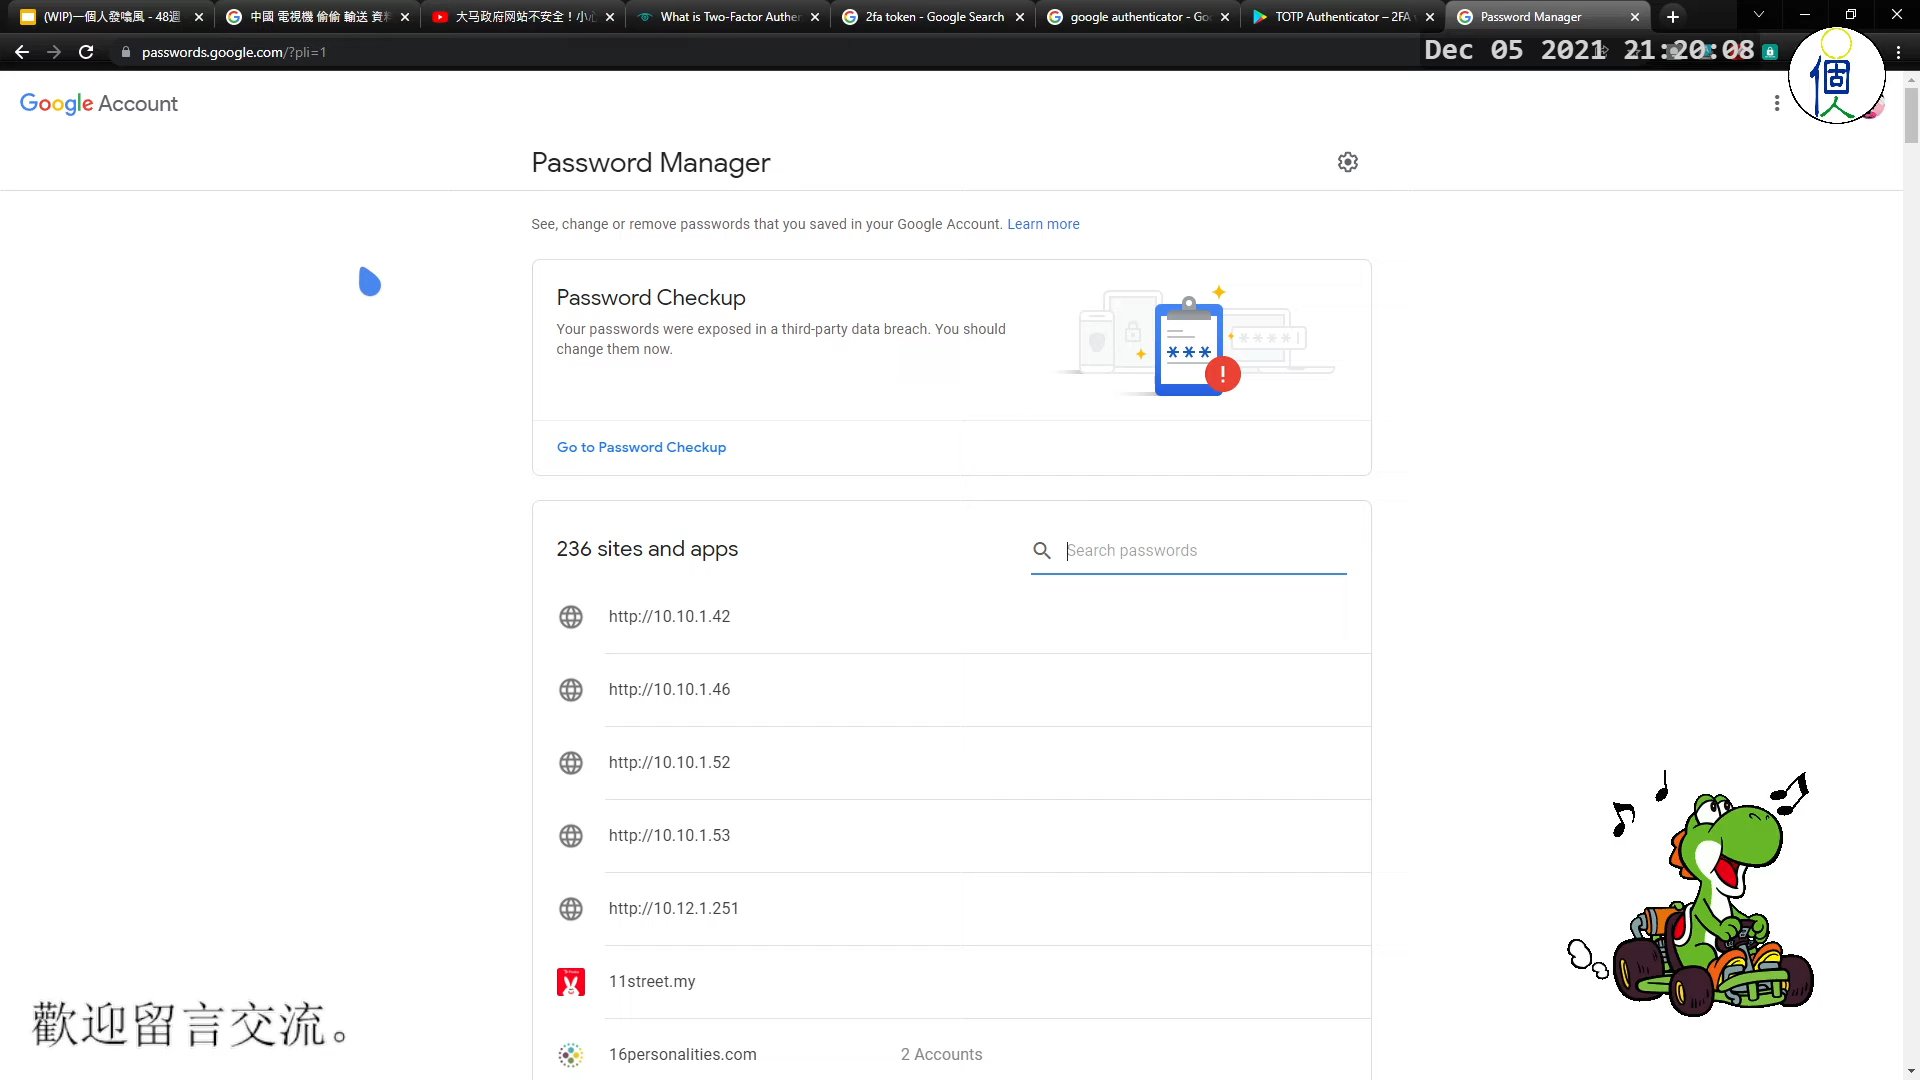 (WIP)一個人發嗆風 - 48週
中國 電視機 偷偷 輸送 資料
大马政府网站不安全！小心
What is Two-Factor Authen
2fa token - Google Search
google authenticator - Goo
TOTP Authenticator – 2FA
Password Manager
passwords.google.com/?pli=1
Dec 05 2021 21:20:08
個人
Google Account
Password Manager
See, change or remove passwords that you saved in your Google Account. Learn more
Password Checkup
Your passwords were exposed in a third-party data breach. You should
change them now.
Go to Password Checkup
236 sites and apps
Search passwords
http://10.10.1.42
http://10.10.1.46
http://10.10.1.52
http://10.10.1.53
http://10.12.1.251
11street.my
16personalities.com 2 Accounts
歡迎留言交流。